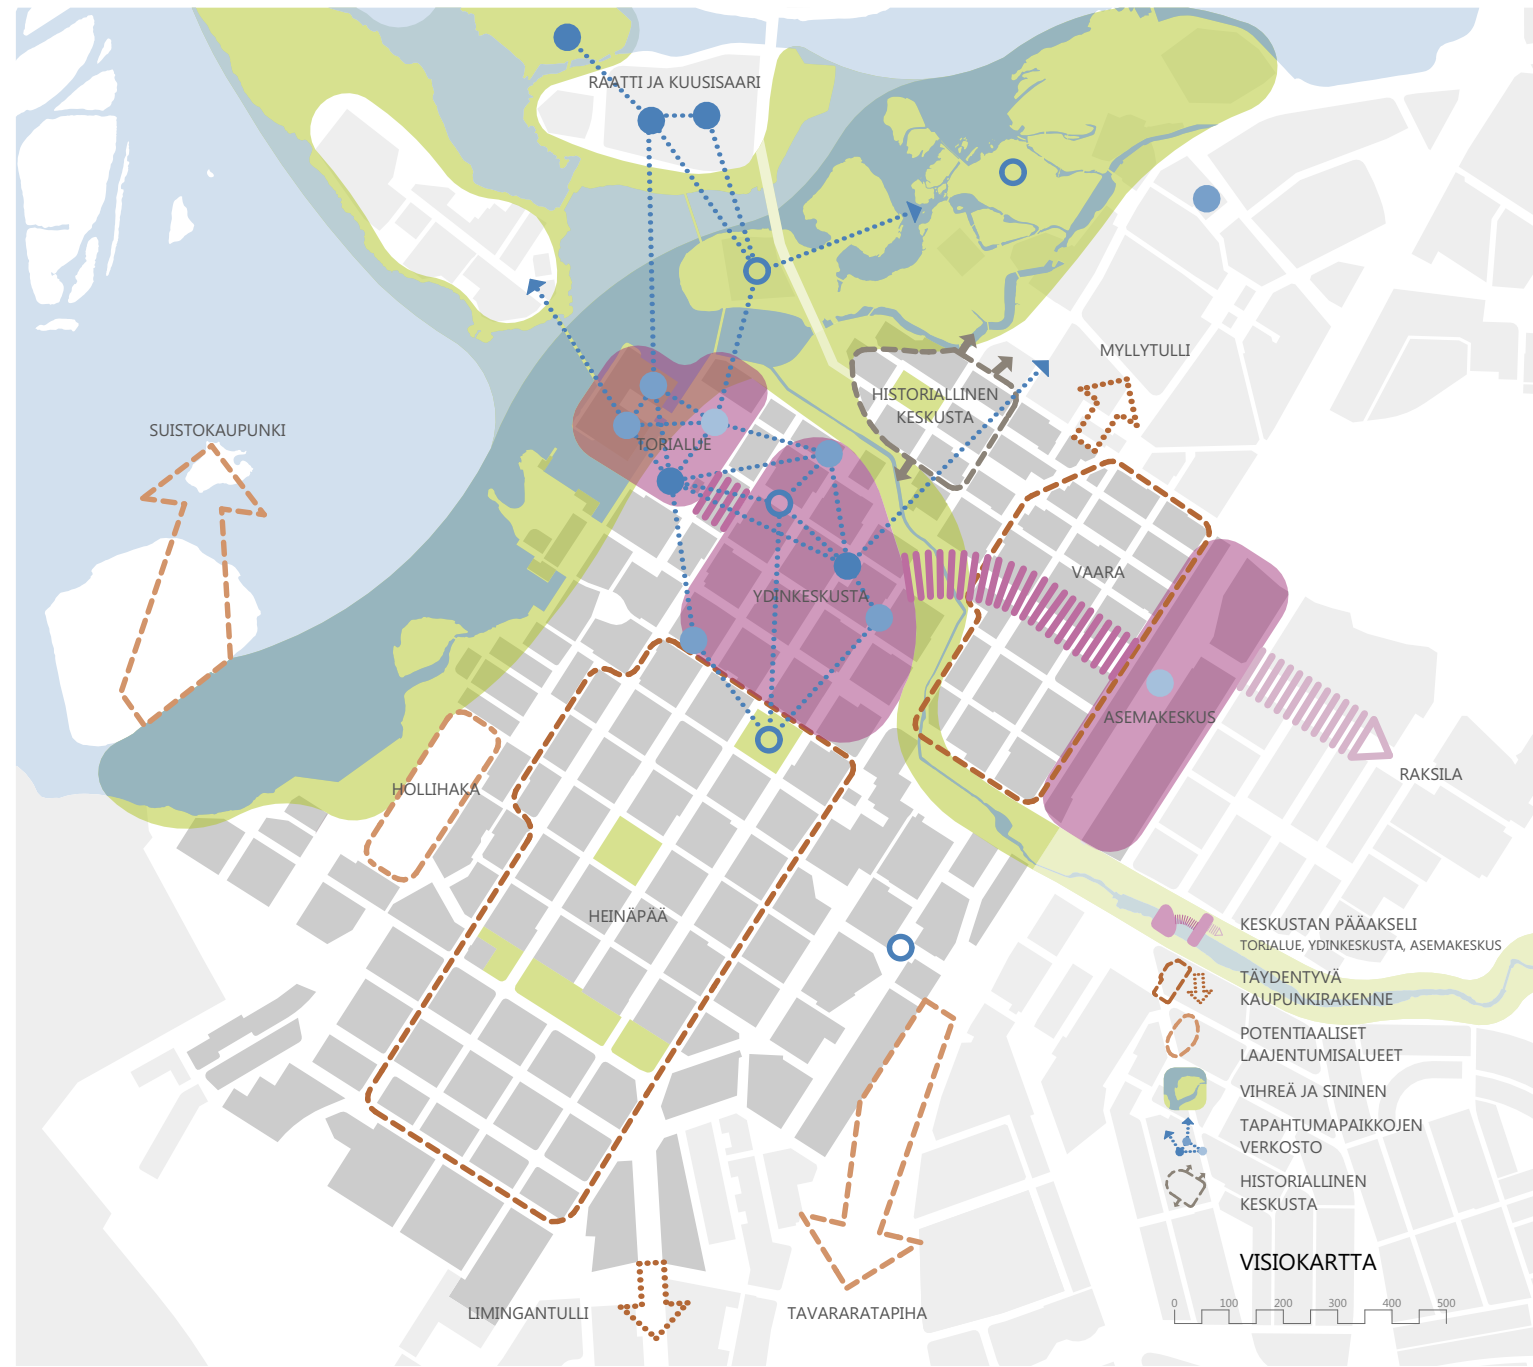 RAATTI JA KUUSISAARI
MYLLYTULLI
HISTORIALLINEN
KESKUSTA
SUISTOKAUPUNKI
TORIALUE
VAARA
YDINKESKUSTA
ASEMAKESKUS
RAKSILA
HOLLIHAKA
HEINÄPÄÄ
LIMINGANTULLI
TAVARARATAPIHA
KESKUSTAN PÄÄAKSELI
TORIALUE, YDINKESKUSTA, ASEMAKESKUS
TÄYDENTYVÄ
KAUPUNKIRAKENNE
POTENTIAALISET
LAAJENTUMISALUEET
VIHREÄ JA SININEN
TAPAHTUMAPAIKKOJEN
VERKOSTO
HISTORIALLINEN
KESKUSTA
VISIOKARTTA
0 100 200 300 400 500